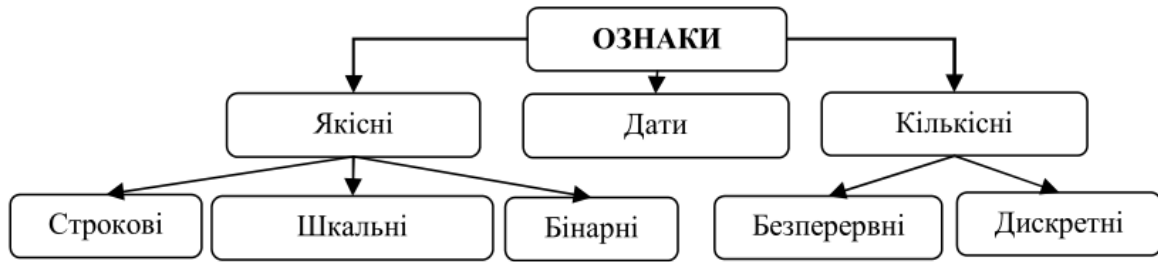 ОЗНАКИ
Якісні
Дати
Кількісні
Строкові
Шкальні
Бінарні
Безперервні
Дискретні